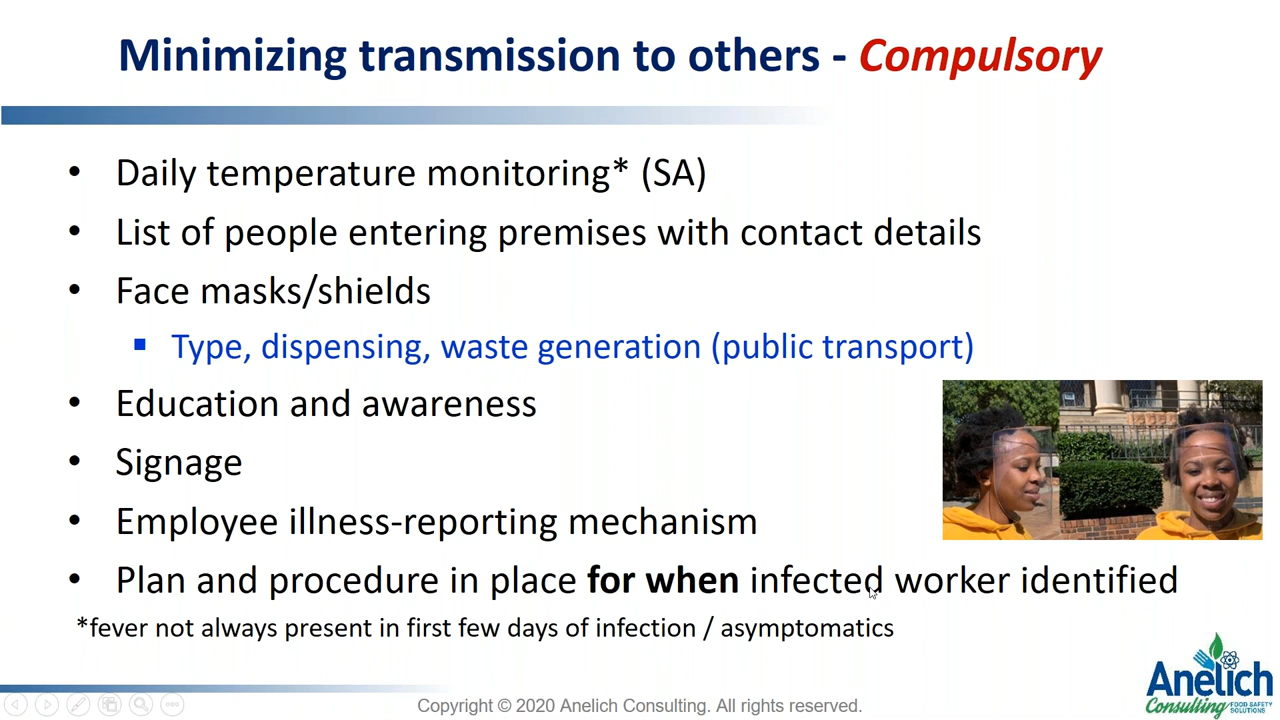 Minimizing transmission to others - Compulsory
• Daily temperature monitoring* (SA)
• List of people entering premises with contact details
• Face masks/shields
▪ Type, dispensing, waste generation (public transport)
• Education and awareness
• Signage
• Employee illness-reporting mechanism
• Plan and procedure in place for when infected worker identified
*fever not always present in first few days of infection / asymptomatics
Anelich
Consulting FOOD SAFETY
SOLUTIONS
Copyright © 2020 Anelich Consulting. All rights reserved.